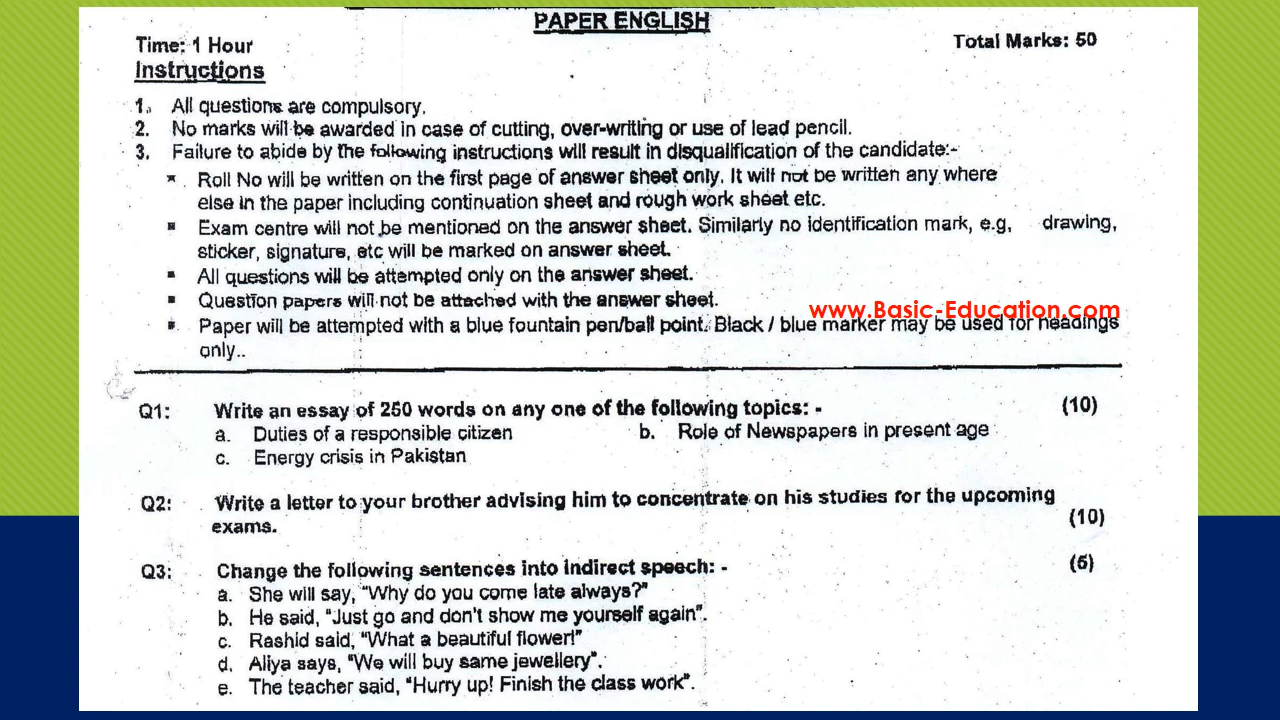 PAPER ENGLISH
Time: 1 Hour
Total Marks: 50
Instructions
1. All questions are compulsory.
2. No marks will be awarded in case of cutting, over-writing or use of lead pencil.
3. Failure to abide by the following instructions will result in disqualification of the candidate:-
▪ Roll No will be written on the first page of answer sheet only. It will not be written any where
else in the paper including continuation sheet and rough work sheet etc.
▪ Exam centre will not be mentioned on the answer sheet. Similarly no identification mark, e.g, drawing,
sticker, signature, etc will be marked on answer sheet.
▪ All questions will be attempted only on the answer sheet.
▪ Question papers will not be attached with the answer sheet.
www.Basic-Education.com
▪ Paper will be attempted with a blue fountain pen/ball point. Black / blue marker may be used for headings
only..
Q1: Write an essay of 250 words on any one of the following topics: - (10)
a. Duties of a responsible citizen b. Role of Newspapers in present age
c. Energy crisis in Pakistan
Q2: Write a letter to your brother advising him to concentrate on his studies for the upcoming
exams. (10)
Q3: Change the following sentences into indirect speech: - (5)
a. She will say, "Why do you come late always?"
b. He said, "Just go and don't show me yourself again".
c. Rashid said, "What a beautiful flower!"
d. Aliya says, "We will buy same jewellery".
e. The teacher said, "Hurry up! Finish the class work".